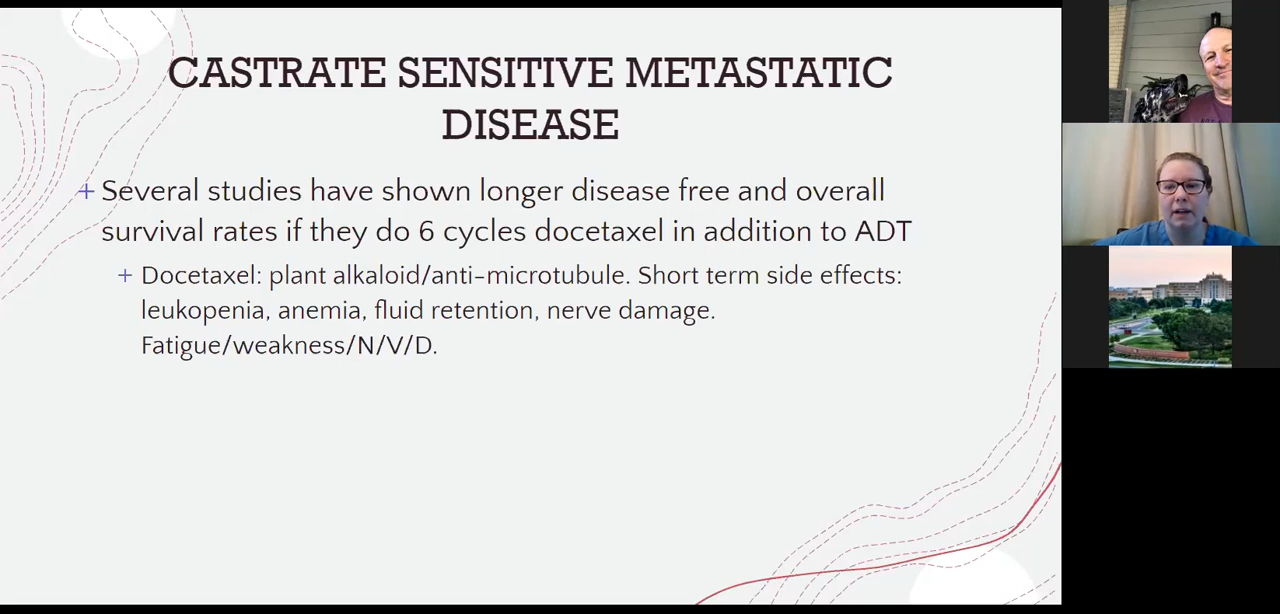 CASTRATE SENSITIVE METASTATIC
DISEASE
+ Several studies have shown longer disease free and overall
survival rates if they do 6 cycles docetaxel in addition to ADT
+ Docetaxel: plant alkaloid/anti-microtubule. Short term side effects:
leukopenia, anemia, fluid retention, nerve damage.
Fatigue/weakness/N/V/D.